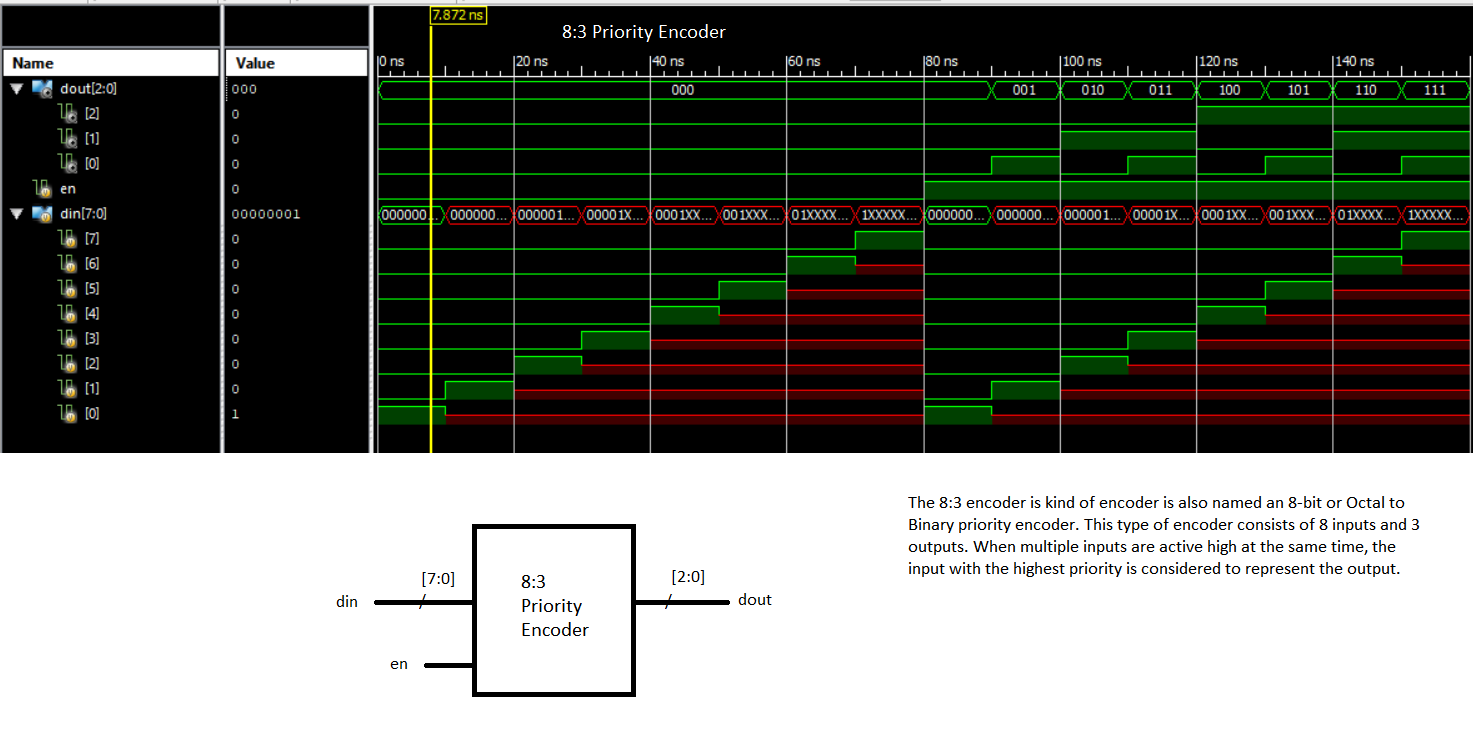 7.872 ns
8:3 Priority Encoder
Name Value
0 ns 20 ns 40 ns 60 ns 80 ns 100 ns 120 ns 140 ns
dout[2:0] 000 000 001 010 011 100 101 110 111
[2] 0
[1] 0
[0] 0
en 0
din[7:0] 00000001 000000... 000000... 000001... 00001X... 0001XX... 001XXX... 01XXXX... 1XXXXX... 000000... 000000... 000001... 00001X... 0001XX... 001XXX... 01XXXX... 1XXXXX...
[7] 0
[6] 0
[5] 0
[4] 0
[3] 0
[2] 0
[1] 0
[0] 1
The 8:3 encoder is kind of encoder is also named an 8-bit or Octal to
Binary priority encoder. This type of encoder consists of 8 inputs and 3
outputs. When multiple inputs are active high at the same time, the
input with the highest priority is considered to represent the output.
din
[7:0]
en
8:3
Priority
Encoder
[2:0]
dout